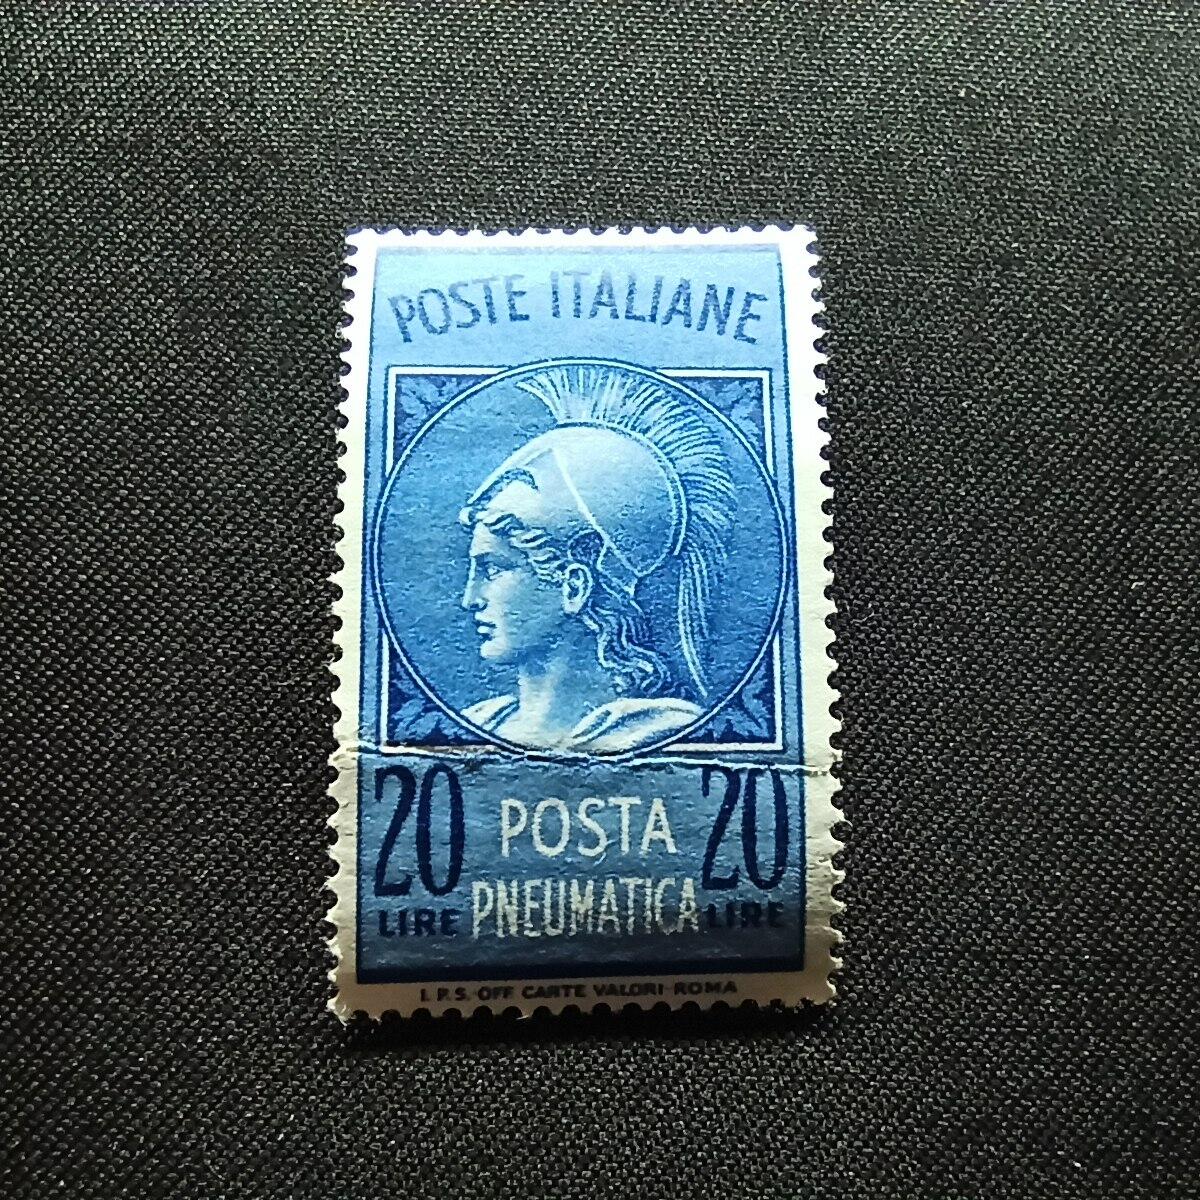 POSTE ITALIANE
20 POSTA 20
LIRE PNEUMATICA LIRE
I.P.S. OFF. CARTE VALORI-ROMA